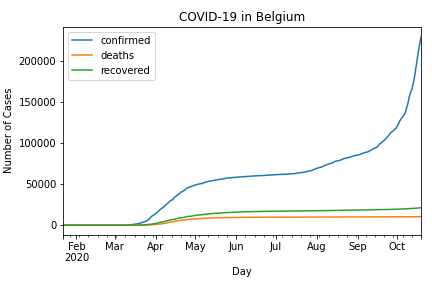 COVID-19 in Belgium
confirmed
deaths
recovered
Number of Cases
200000
150000
100000
50000
0
Feb Mar Apr May Jun Jul Aug Sep Oct
2020
Day